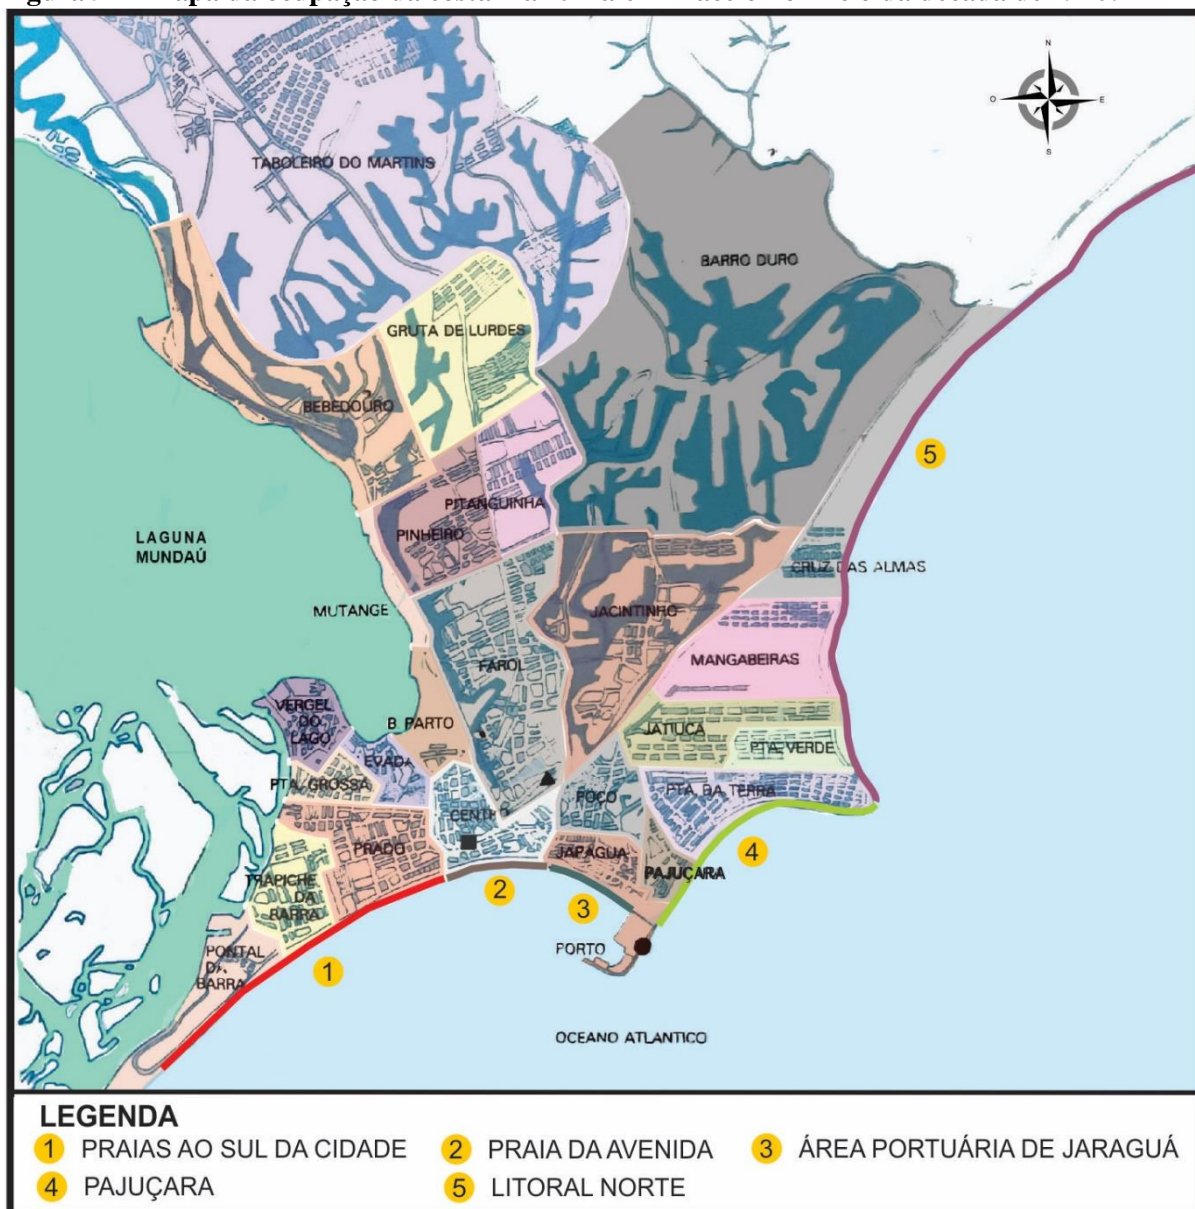 N
O
E
S
TABOLEIRO DO MARTINS
BARRO DURO
GRUTA DE LURDES
BEBEDOURO
5
PITANGUINHA
PINHEIRO
LAGUNA
MUNDAÚ
CRUZ DAS ALMAS
MUTANGE
JACINTINHO
FAROL
MANGABEIRAS
VERGEL
DO
LAGO
B PARTO
JATIUCA
PTA. VERDE
PTA. GROSSA
PTA. DA TERRA
POÇO
PRADO
4
PAJUÇARA
TRAPICHE
DA
BARRA
2
3
PONTAL
DA
BARRA
PORTO
1
OCEANO ATLANTICO
LEGENDA
1 PRAIAS AO SUL DA CIDADE 2 PRAIA DA AVENIDA 3 ÁREA PORTUÁRIA DE JARAGUÁ
4 PAJUÇARA 5 LITORAL NORTE